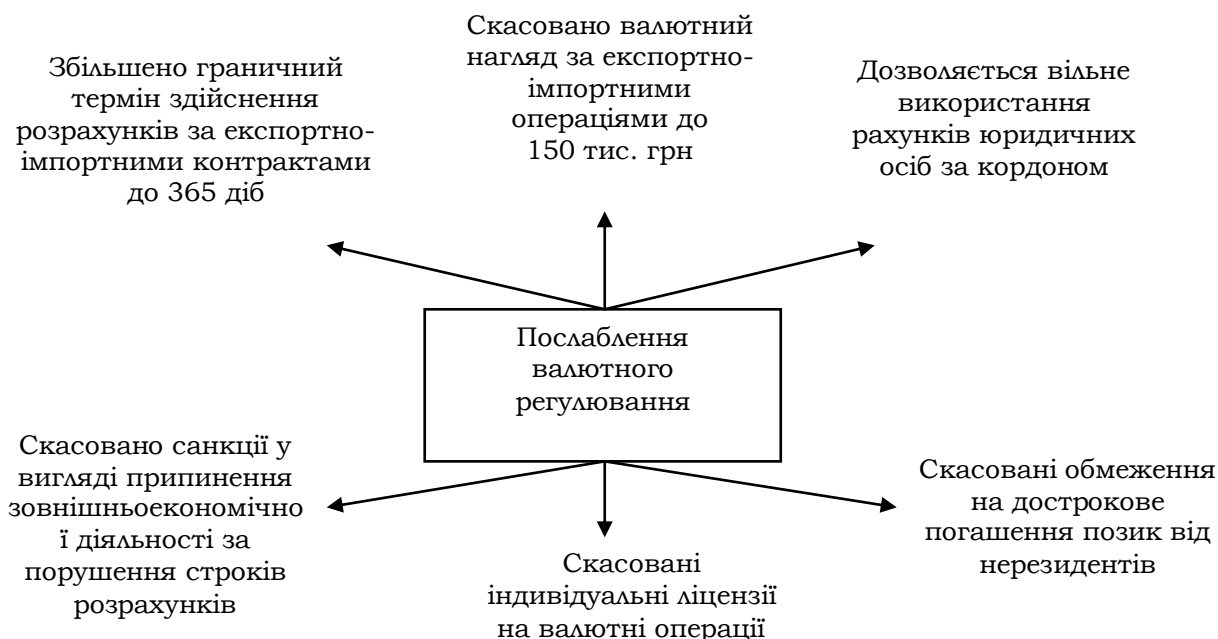 Збільшено граничний
термін здійснення
розрахунків за експортно-
імпортними контрактами
до 365 діб
Скасовано валютний
нагляд за експортно-
імпортними
операціями до
150 тис. грн
Дозволяється вільне
використання
рахунків юридичних
осіб за кордоном
Послаблення
валютного
регулювання
Скасовано санкції у
вигляді припинення
зовнішньоекономічно
ї діяльності за
порушення строків
розрахунків
Скасовані
індивідуальні ліцензії
на валютні операції
Скасовані обмеження
на дострокове
погашення позик від
нерезидентів